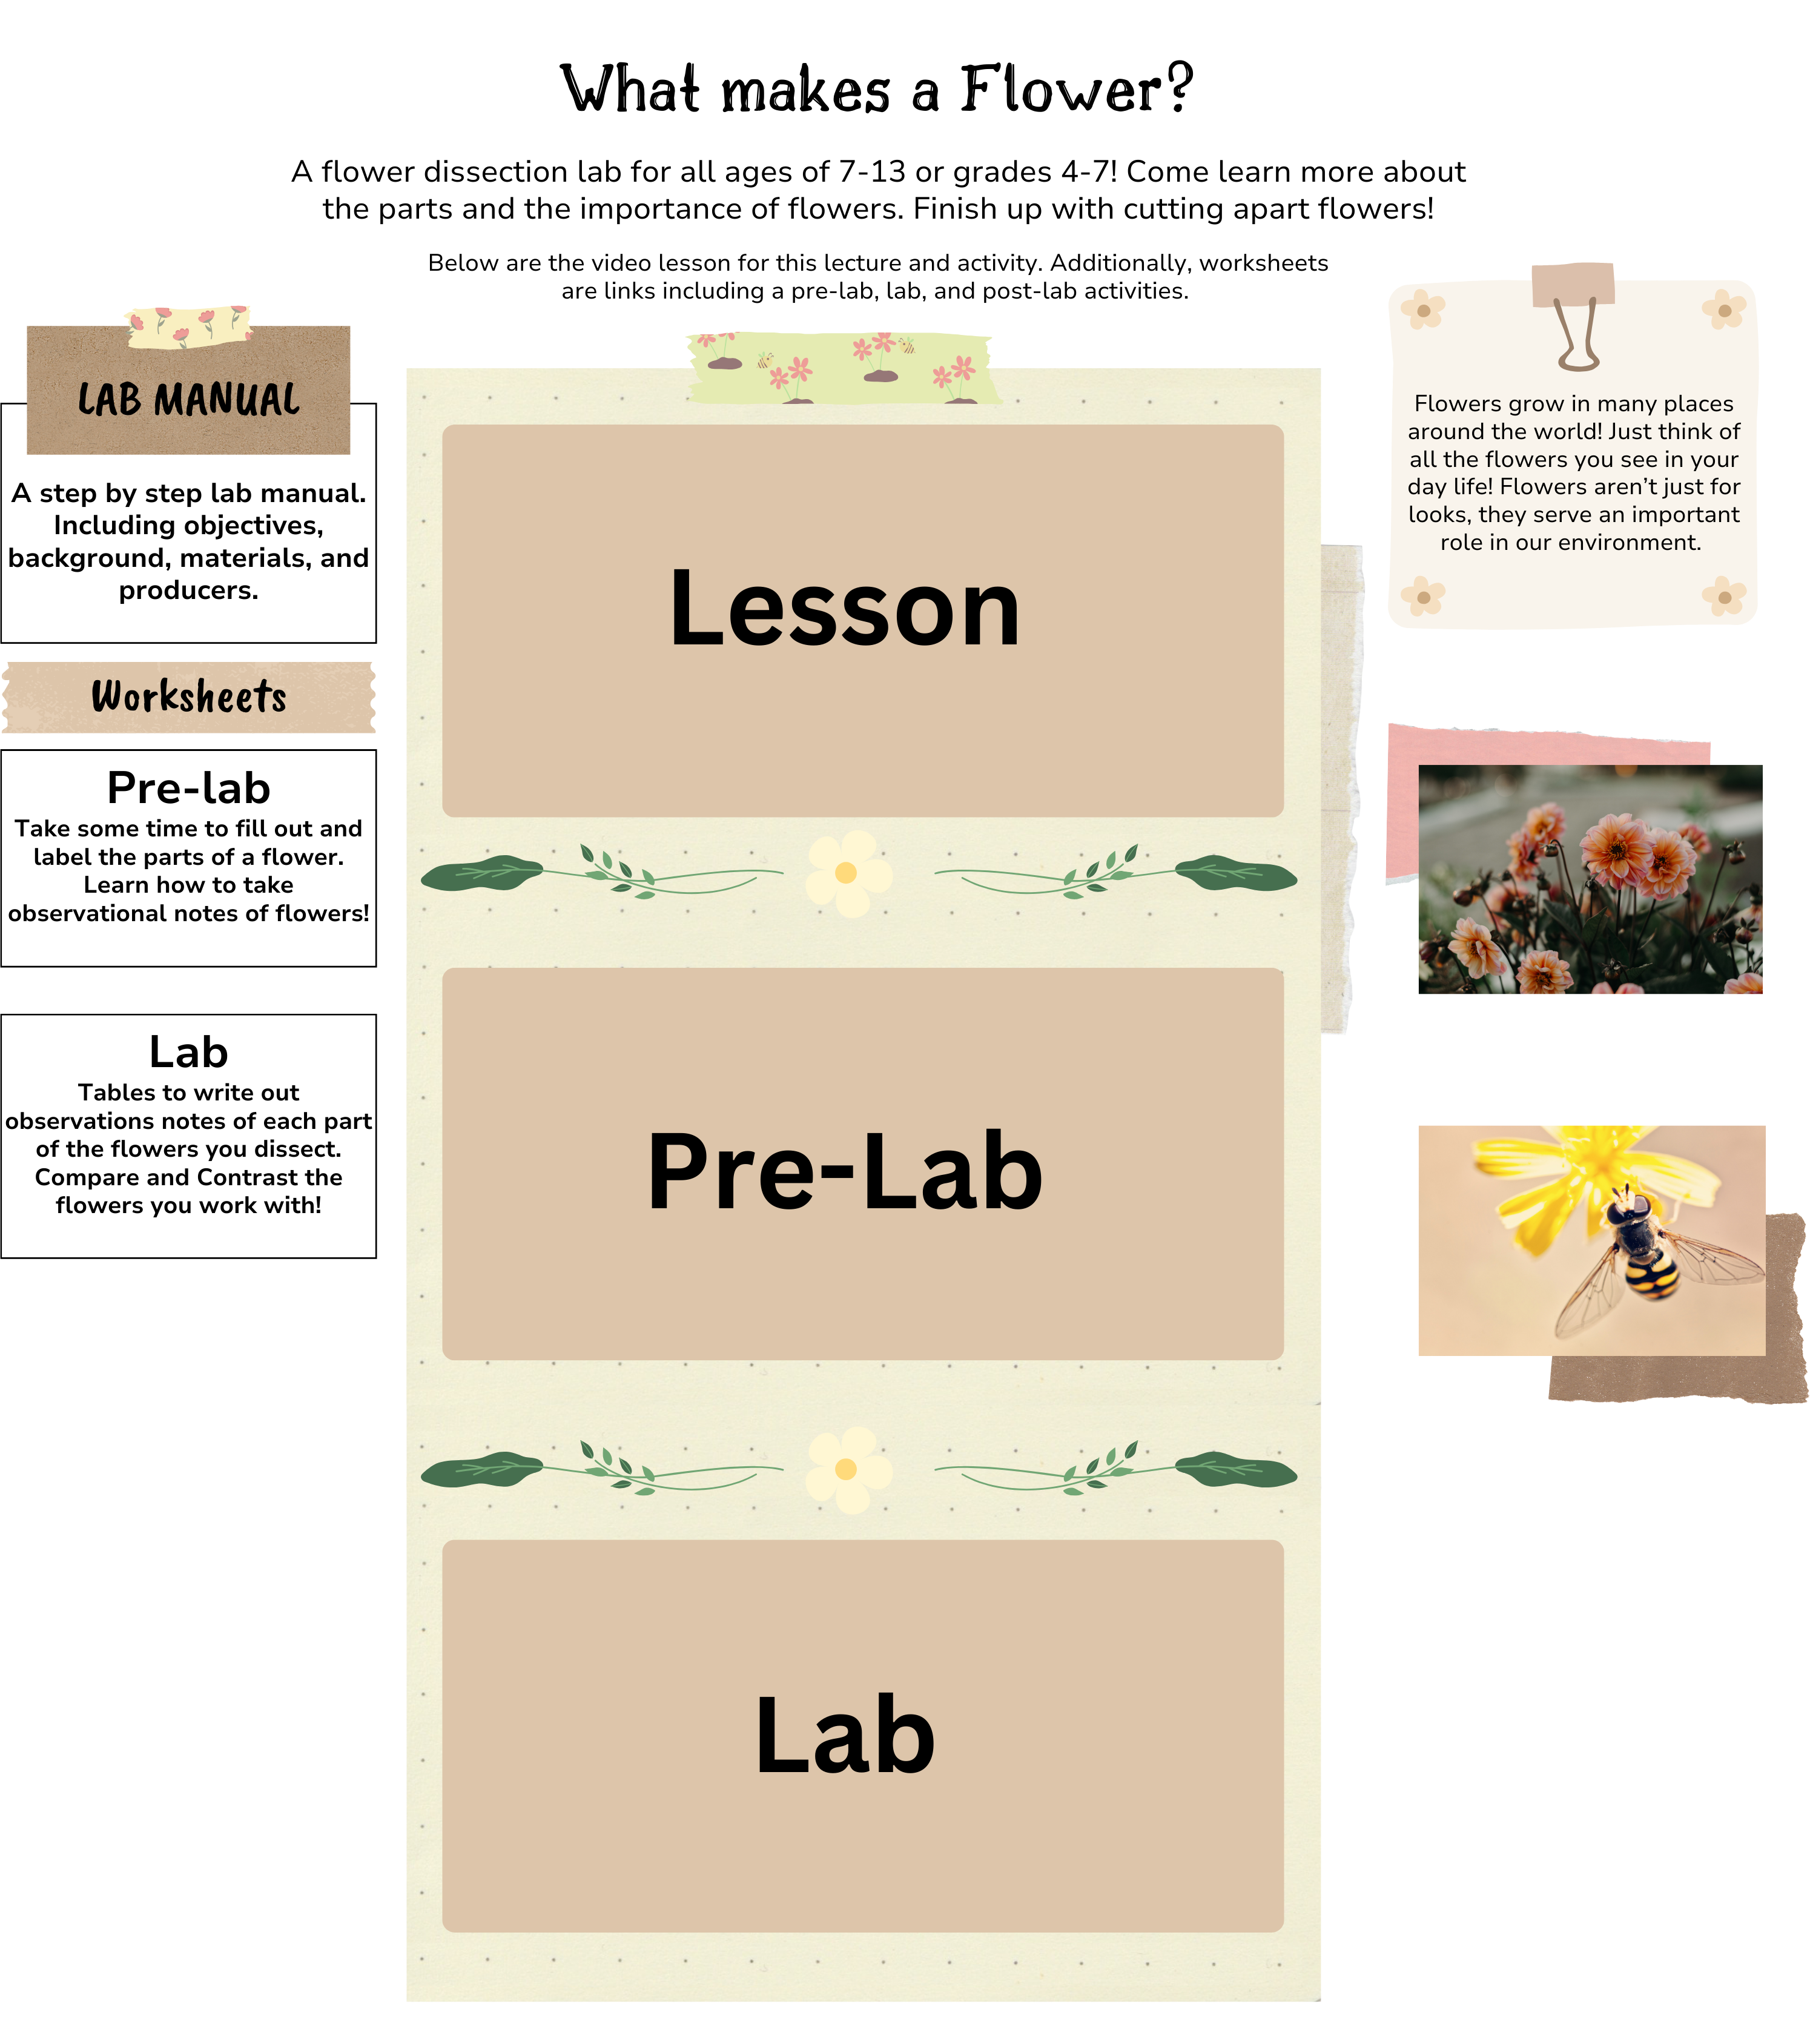 What makes a Flower?
A flower dissection lab for all ages of 7-13 or grades 4-7! Come learn more about
the parts and the importance of flowers. Finish up with cutting apart flowers!
Below are the video lesson for this lecture and activity. Additionally, worksheets
are links including a pre-lab, lab, and post-lab activities.
LAB MANUAL
A step by step lab manual.
Including objectives,
background, materials, and
producers.
Worksheets
Pre-lab
Take some time to fill out and
label the parts of a flower.
Learn how to take
observational notes of flowers!
Lab
Tables to write out
observations notes of each part
of the flowers you dissect.
Compare and Contrast the
flowers you work with!
Lesson
Pre-Lab
Lab
Flowers grow in many places
around the world! Just think of
all the flowers you see in your
day life! Flowers aren’t just for
looks, they serve an important
role in our environment.